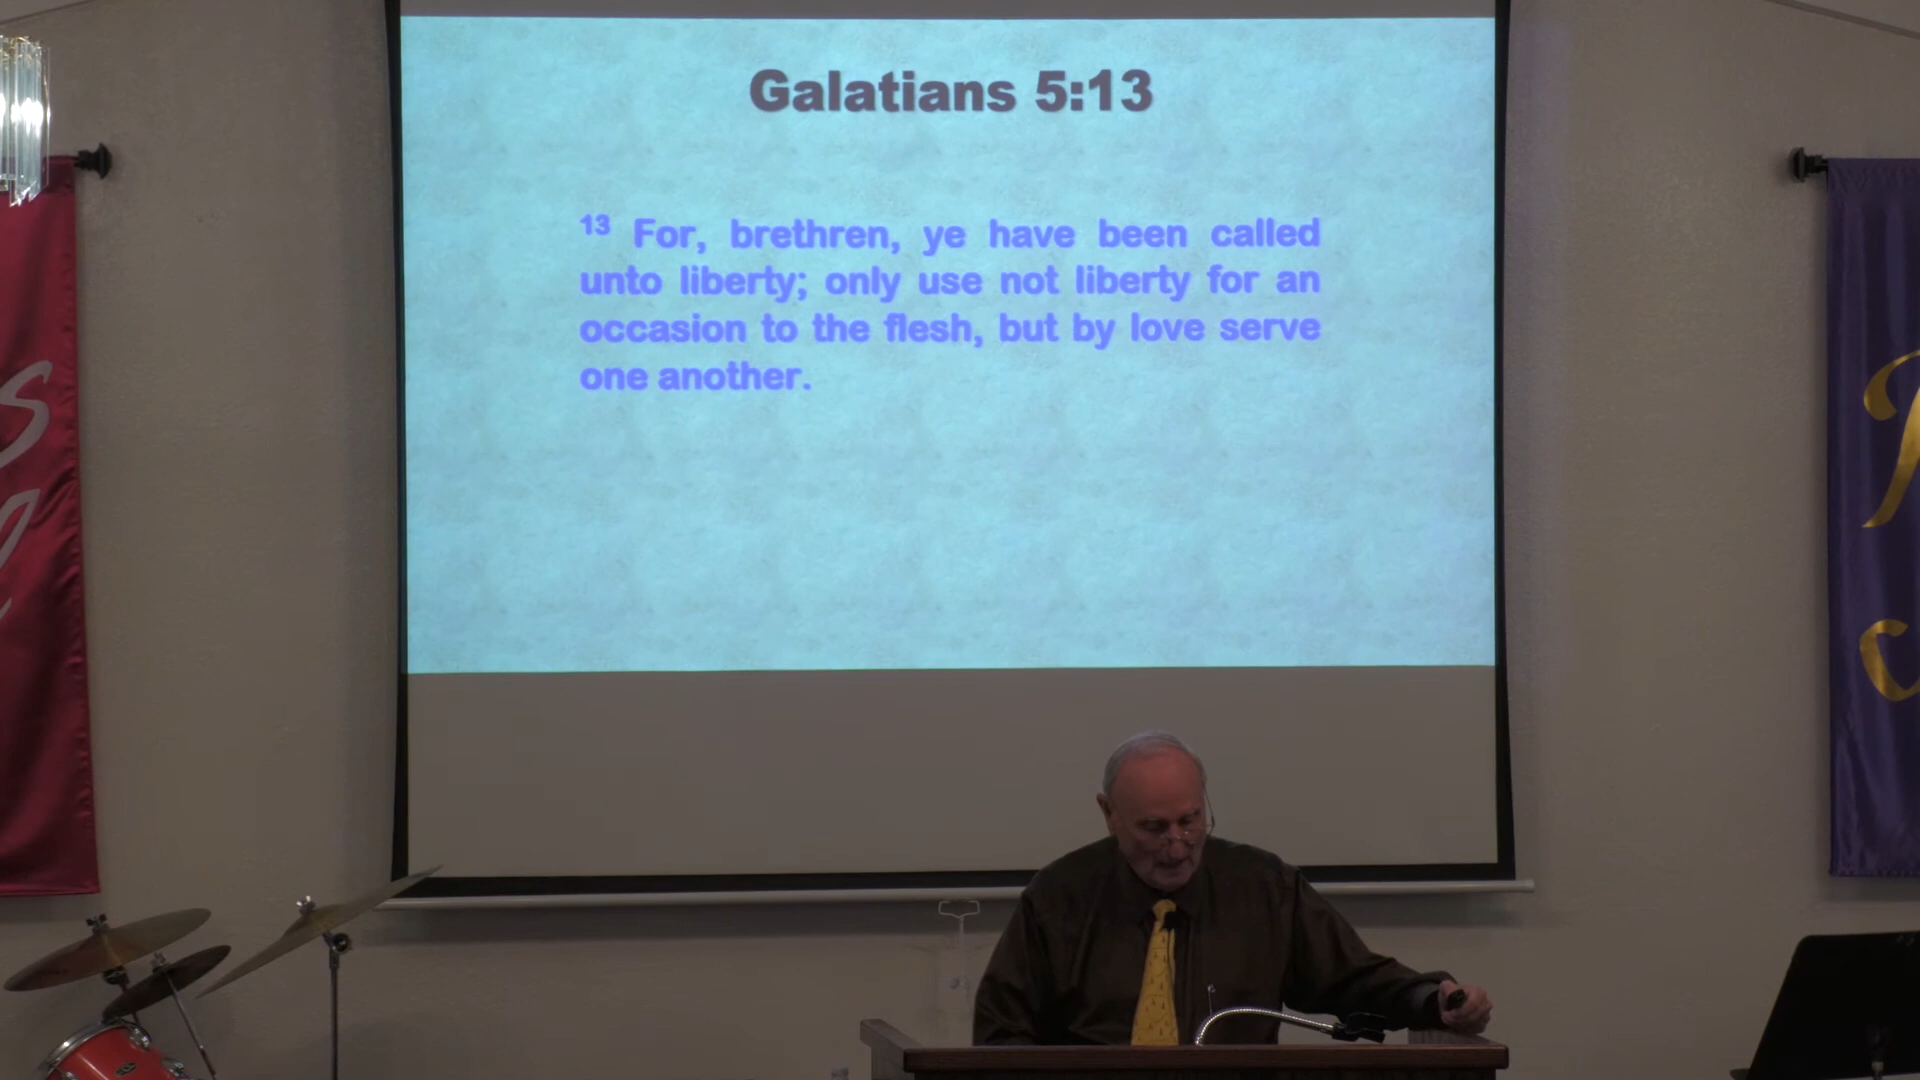 Galatians 5:13
13 For, brethren, ye have been called
unto liberty; only use not liberty for an
occasion to the flesh, but by love serve
one another.